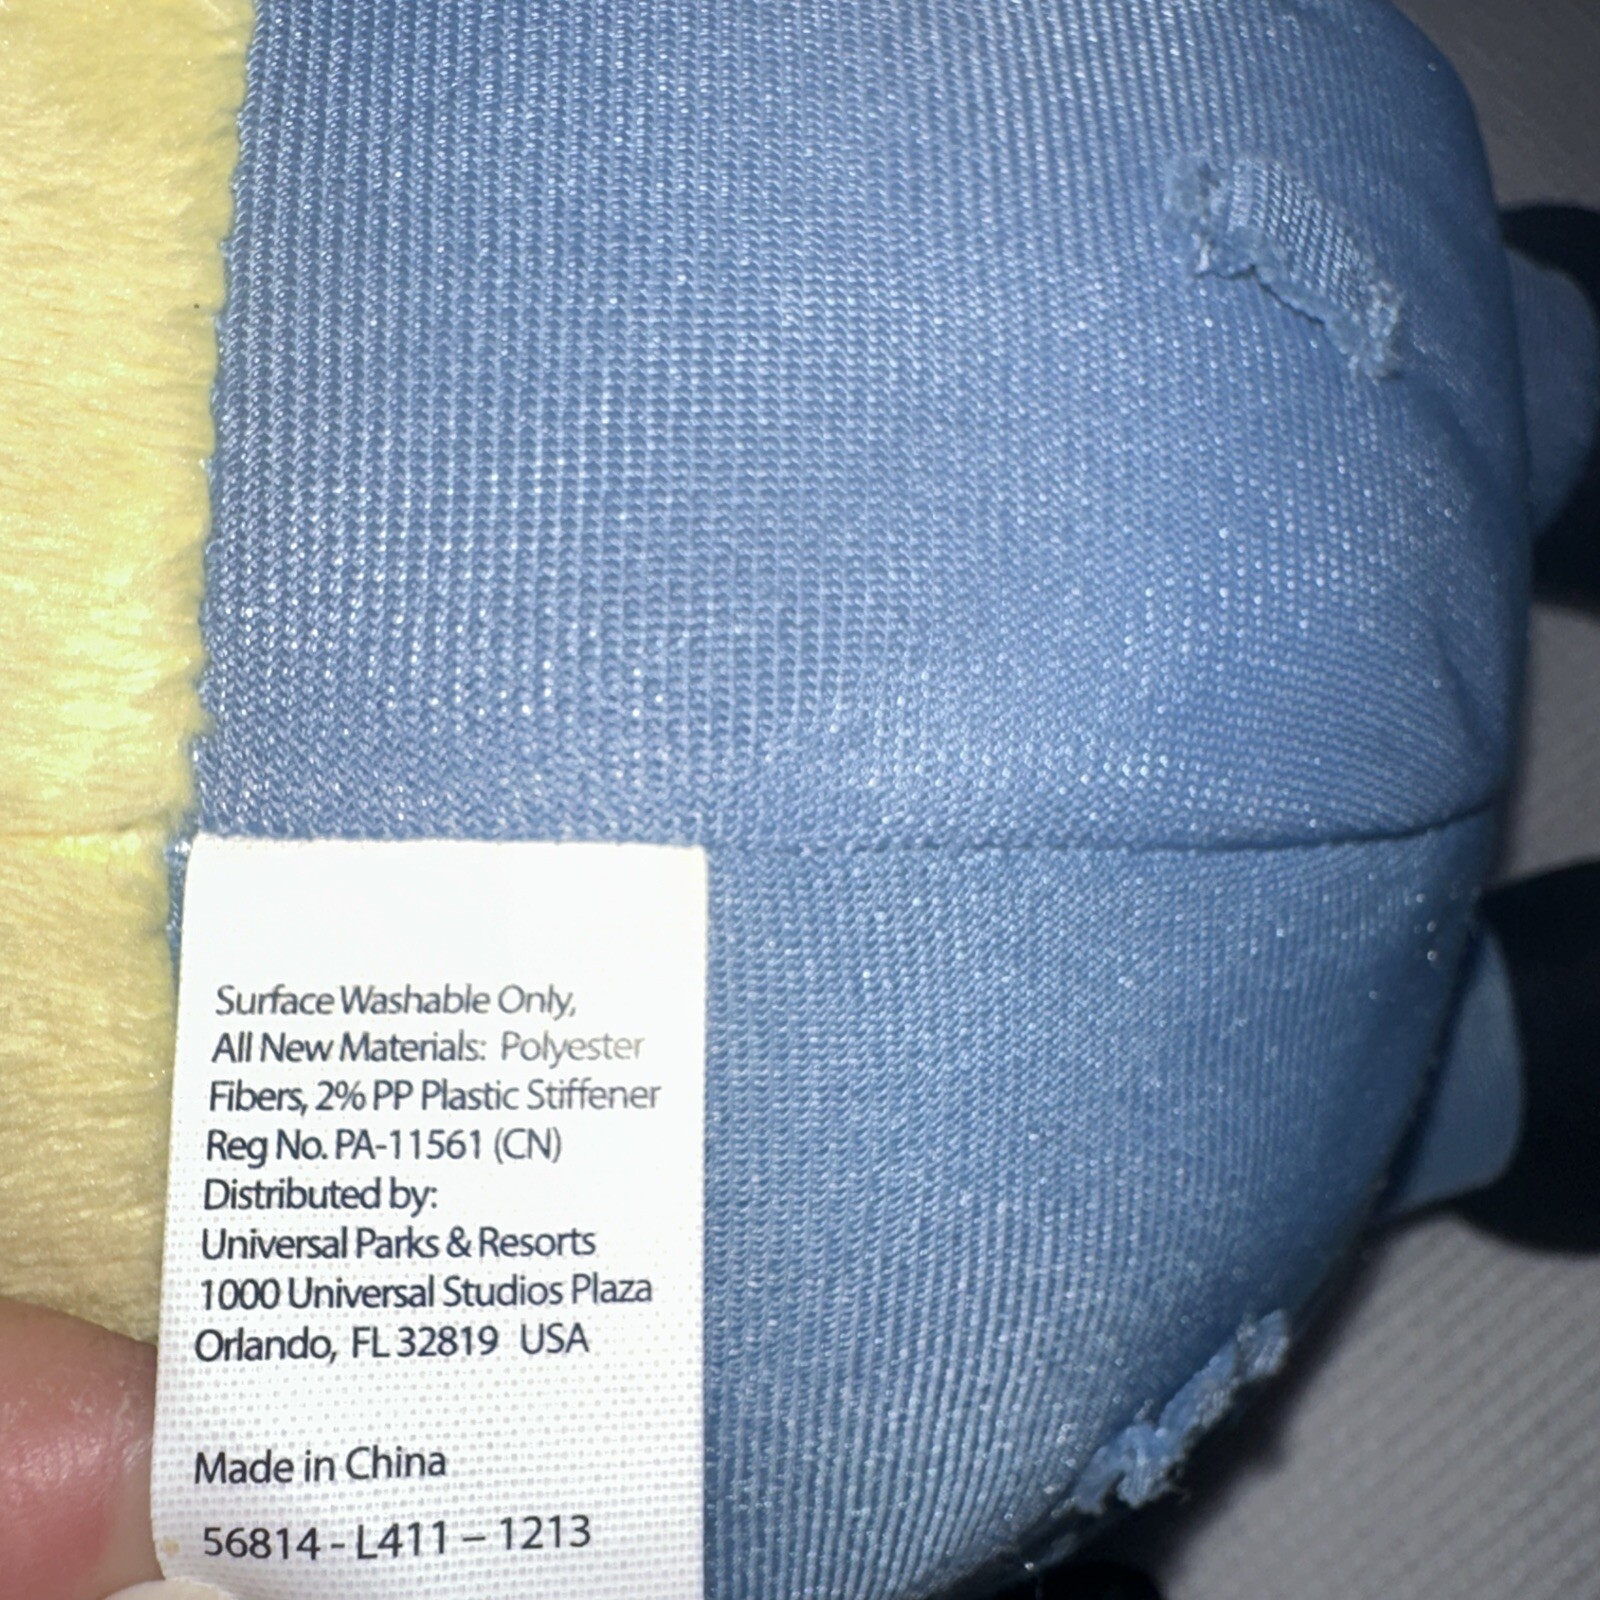 Surface Washable Only,
All New Materials: Polyester
Fibers, 2% PP Plastic Stiffener
Reg No. PA-11561 (CN)
Distributed by:
Universal Parks & Resorts
1000 Universal Studios Plaza
Orlando, FL 32819 USA
Made in China
56814 - L411 – 1213